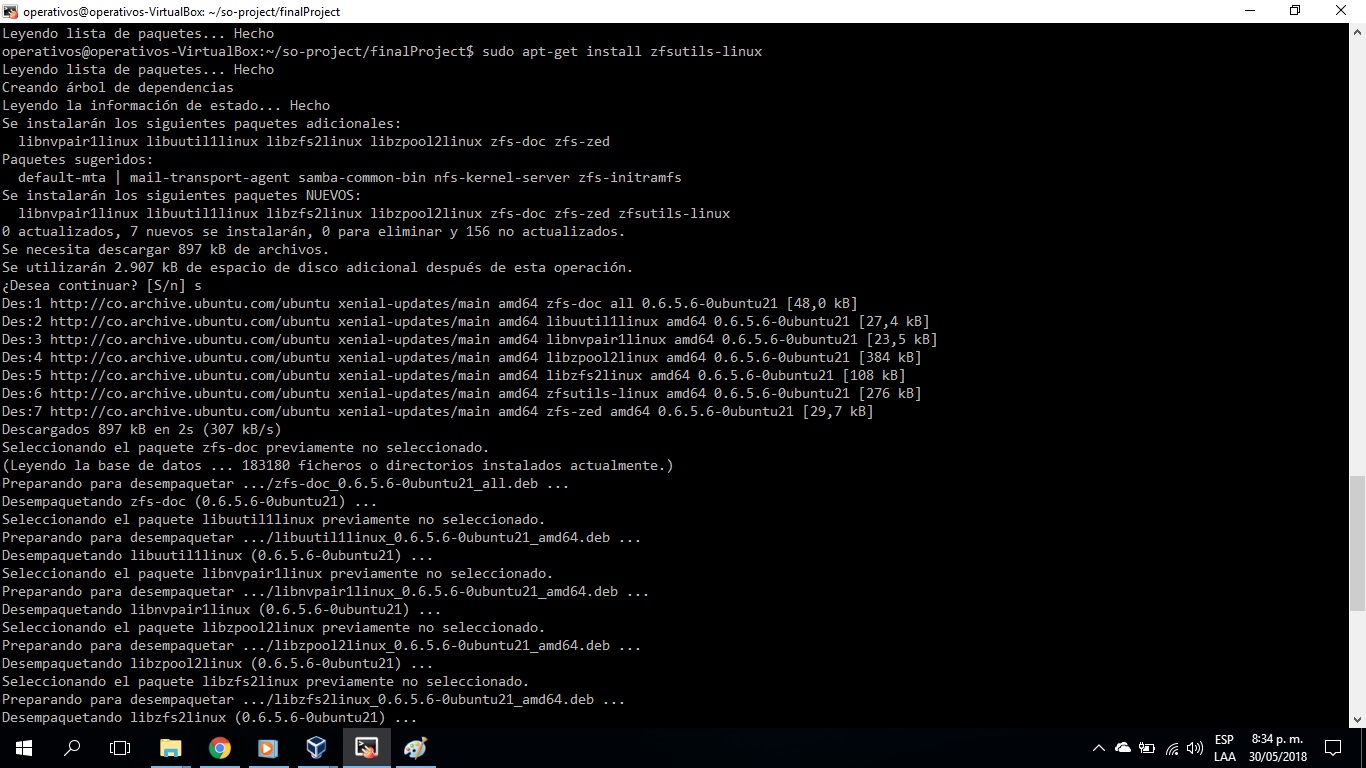 operativos@operativos-VirtualBox: ~/so-project/finalProject
Leyendo lista de paquetes... Hecho
operativos@operativos-VirtualBox:~/so-project/finalProject$ sudo apt-get install zfsutils-linux
Leyendo lista de paquetes... Hecho
Creando árbol de dependencias
Leyendo la información de estado... Hecho
Se instalarán los siguientes paquetes adicionales:
  libnvpair1linux libuutil1linux libzfs2linux libzpool2linux zfs-doc zfs-zed
Paquetes sugeridos:
  default-mta | mail-transport-agent samba-common-bin nfs-kernel-server zfs-initramfs
Se instalarán los siguientes paquetes NUEVOS:
  libnvpair1linux libuutil1linux libzfs2linux libzpool2linux zfs-doc zfs-zed zfsutils-linux
0 actualizados, 7 nuevos se instalarán, 0 para eliminar y 156 no actualizados.
Se necesita descargar 897 kB de archivos.
Se utilizarán 2.907 kB de espacio de disco adicional después de esta operación.
¿Desea continuar? [S/n] s
Des:1 http://co.archive.ubuntu.com/ubuntu xenial-updates/main amd64 zfs-doc all 0.6.5.6-0ubuntu21 [48,0 kB]
Des:2 http://co.archive.ubuntu.com/ubuntu xenial-updates/main amd64 libuutil1linux amd64 0.6.5.6-0ubuntu21 [27,4 kB]
Des:3 http://co.archive.ubuntu.com/ubuntu xenial-updates/main amd64 libnvpair1linux amd64 0.6.5.6-0ubuntu21 [23,5 kB]
Des:4 http://co.archive.ubuntu.com/ubuntu xenial-updates/main amd64 libzpool2linux amd64 0.6.5.6-0ubuntu21 [384 kB]
Des:5 http://co.archive.ubuntu.com/ubuntu xenial-updates/main amd64 libzfs2linux amd64 0.6.5.6-0ubuntu21 [108 kB]
Des:6 http://co.archive.ubuntu.com/ubuntu xenial-updates/main amd64 zfsutils-linux amd64 0.6.5.6-0ubuntu21 [276 kB]
Des:7 http://co.archive.ubuntu.com/ubuntu xenial-updates/main amd64 zfs-zed amd64 0.6.5.6-0ubuntu21 [29,7 kB]
Descargados 897 kB en 2s (307 kB/s)
Seleccionando el paquete zfs-doc previamente no seleccionado.
(Leyendo la base de datos ... 183180 ficheros o directorios instalados actualmente.)
Preparando para desempaquetar .../zfs-doc_0.6.5.6-0ubuntu21_all.deb ...
Desempaquetando zfs-doc (0.6.5.6-0ubuntu21) ...
Seleccionando el paquete libuutil1linux previamente no seleccionado.
Preparando para desempaquetar .../libuutil1linux_0.6.5.6-0ubuntu21_amd64.deb ...
Desempaquetando libuutil1linux (0.6.5.6-0ubuntu21) ...
Seleccionando el paquete libnvpair1linux previamente no seleccionado.
Preparando para desempaquetar .../libnvpair1linux_0.6.5.6-0ubuntu21_amd64.deb ...
Desempaquetando libnvpair1linux (0.6.5.6-0ubuntu21) ...
Seleccionando el paquete libzpool2linux previamente no seleccionado.
Preparando para desempaquetar .../libzpool2linux_0.6.5.6-0ubuntu21_amd64.deb ...
Desempaquetando libzpool2linux (0.6.5.6-0ubuntu21) ...
Seleccionando el paquete libzfs2linux previamente no seleccionado.
Preparando para desempaquetar .../libzfs2linux_0.6.5.6-0ubuntu21_amd64.deb ...
Desempaquetando libzfs2linux (0.6.5.6-0ubuntu21) ...
ESP
LAA
8:34 p. m.
30/05/2018